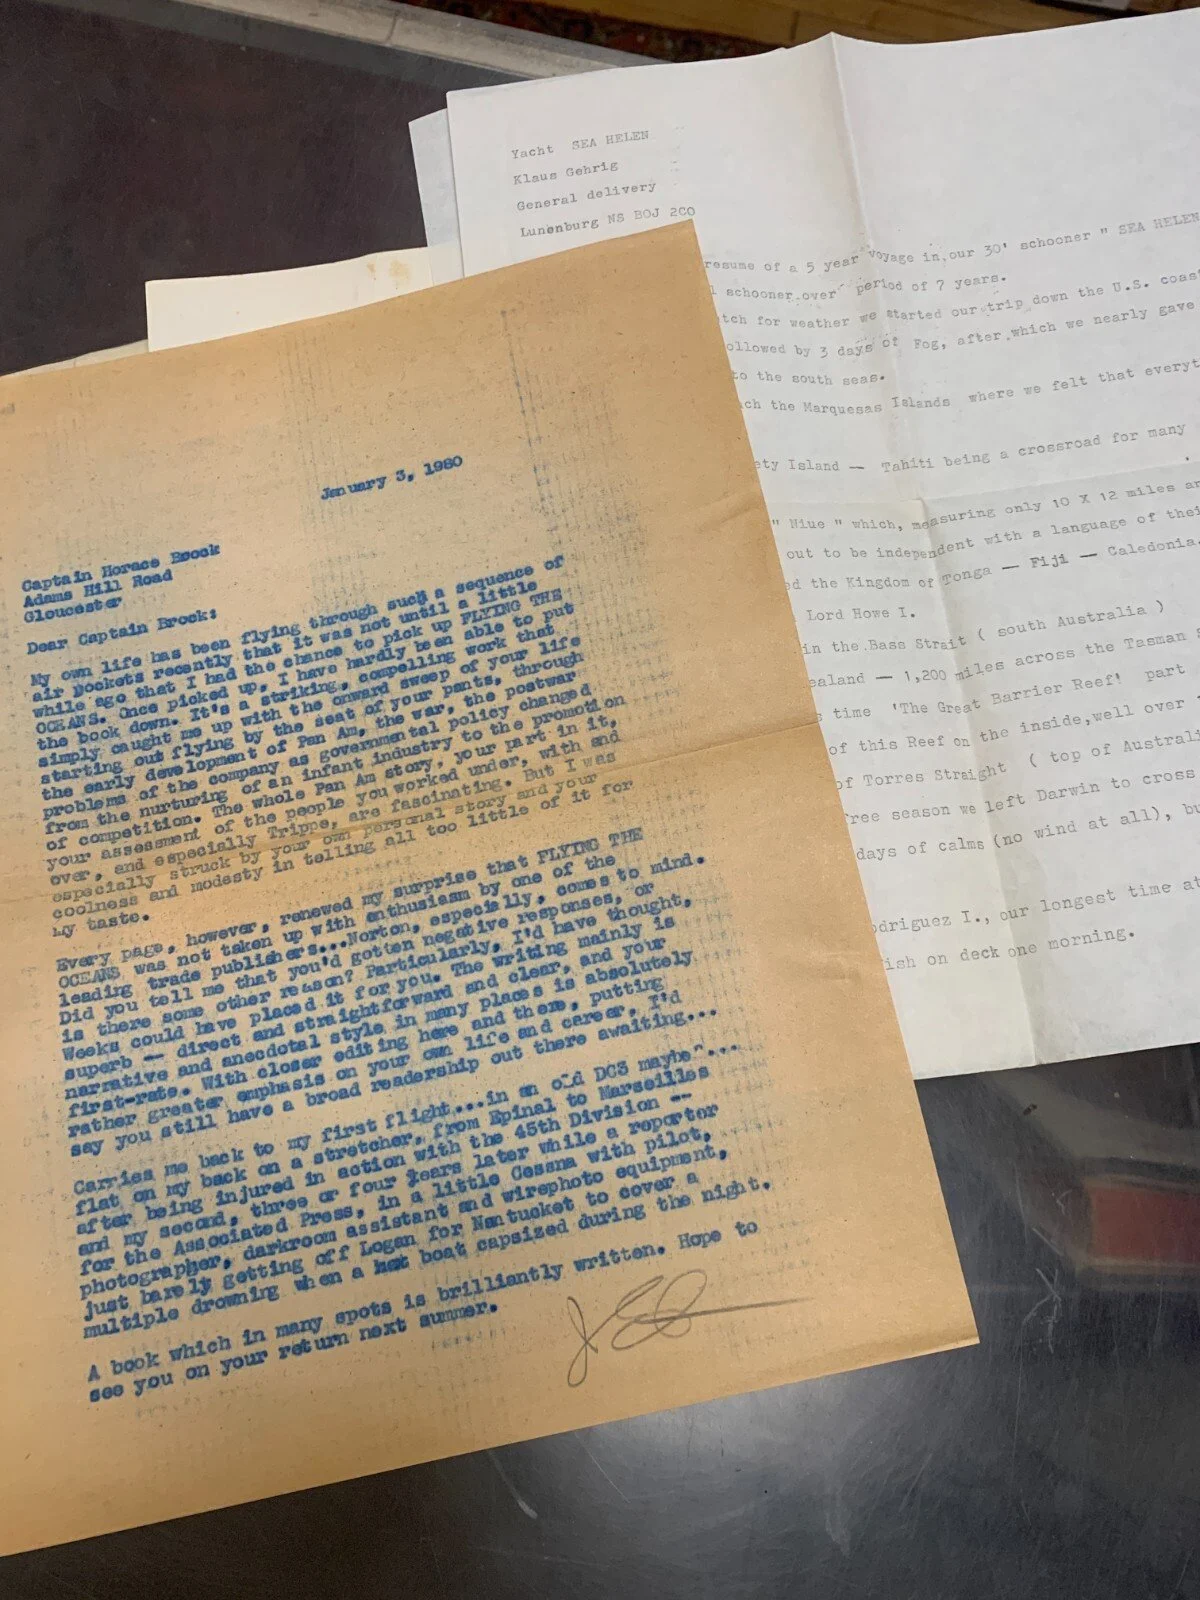 Yacht SEA HELEN
Klaus Gehrig
General delivery
Lunenburg NS BOJ 2CO
resume of a 5 year voyage in our 30' schooner " SEA HELEN
schooner over period of 7 years.
tch for weather we started our trip down the U.S. coas
ollowed by 3 days of Fog, after which we nearly gave
to the south seas.
ch the Marquesas Islands where we felt that everyt
ety Island — Tahiti being a crossroad for many
" Niue " which, measuring only 10 X 12 miles an
out to be independent with a language of thei
ed the Kingdom of Tonga — Fiji — Caledonia.
Lord Howe I.
in the Bass Strait ( south Australia )
ealand — 1,200 miles across the Tasman s
time 'The Great Barrier Reef' part
of this Reef on the inside,well over
of Torres Straight ( top of Australi
free season we left Darwin to cross
days of calms (no wind at all), bu
odriguez I., our longest time at
ish on deck one morning.
January 3, 1980
Captain Horace Brock
Adams Hill Road
Gloucester
Dear Captain Brock:
My own life has been flying through such a sequence of
air pockets recently that it was not until a little
while ago that I had the chance to pick up FLYING THE
OCEANS. Once picked up, I have hardly been able to put
the book down. It's a striking, compelling work that
simply caught me up with the onward sweep of your life
starting out flying by the seat of your pants, through
the early development of Pan Am, the war, the postwar
problems of the company as governmental policy changed
from the nurturing of an infant industry to the promotion
of competition. The whole Pan Am story, your part in it,
your assessment of the people you worked under, with and
over, and especially Trippe, are fascinating. But I was
especially struck by your own personal story and your
coolness and modesty in telling all too little of it for
my taste.
Every page, however, renewed my surprise that FLYING THE
OCEANS was not taken up with enthusiasm by one of the
leading trade publishers...Norton, especially, comes to mind.
Did you tell me that you'd gotten negative responses, or
is there some other reason? Particularly, I'd have thought,
Weeks could have placed it for you. The writing mainly is
superb — direct and straightforward and clear, and your
narrative and anecdotal style in many places is absolutely
first-rate. With closer editing here and there, putting
rather greater emphasis on your own life and career, I'd
say you still have a broad readership out there awaiting...
Carries me back to my first flight...in an old DC3 maybe"...
flat on my back on a stretcher, from Epinal to Marseilles
after being injured in action with the 45th Division --
and my second, three or four years later while a reporter
for the Associated Press, in a little Cessna with pilot,
photographer, darkroom assistant and wirephoto equipment,
just barely getting off Logan for Nantucket to cover a
multiple drowning when a boat capsized during the night.
A book which in many spots is brilliantly written. Hope to
see you on your return next summer.